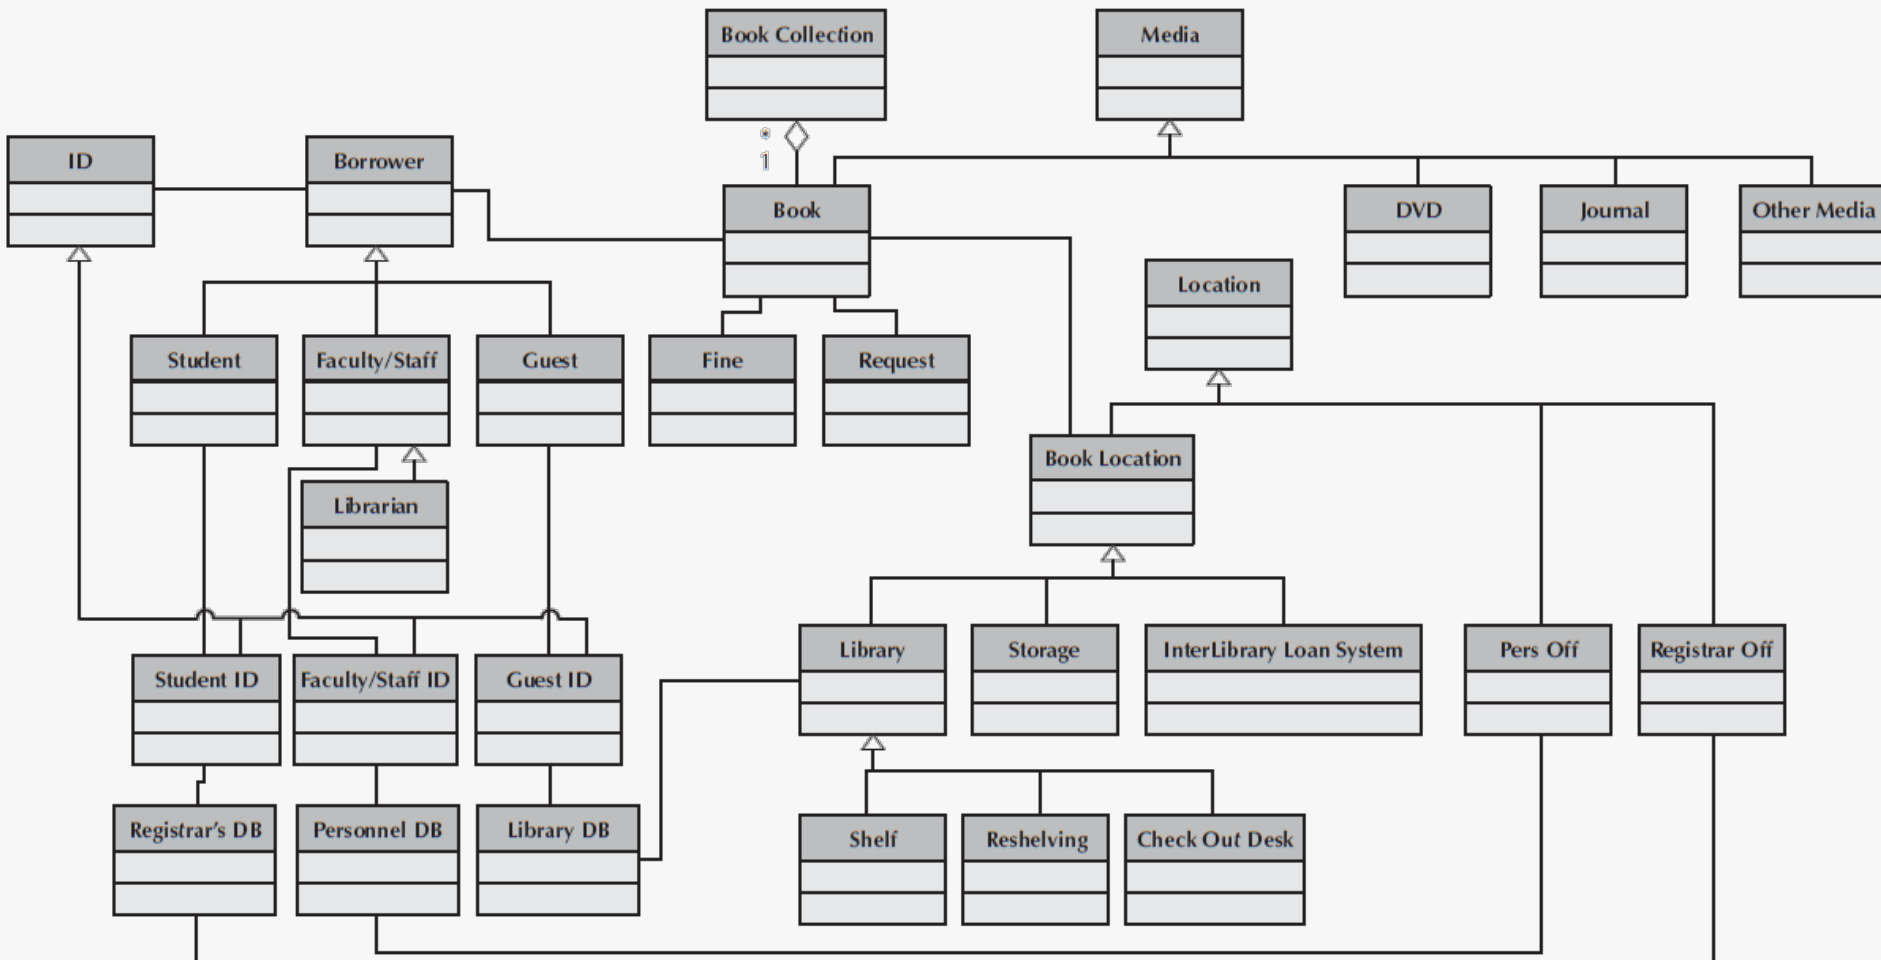 Book Collection
Media
*
1
ID
Borrower
Book
DVD
Journal
Other Media
Location
Student
Faculty/Staff
Guest
Fine
Request
Book Location
Librarian
Library
Storage
InterLibrary Loan System
Pers Off
Registrar Off
Student ID
Faculty/Staff ID
Guest ID
Registrar's DB
Personnel DB
Library DB
Shelf
Reshelving
Check Out Desk